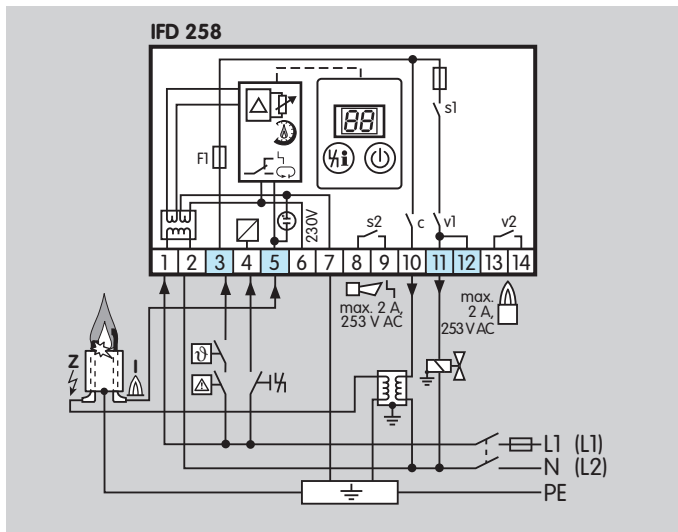 IFD 258
88
s1
F1
i
230V
s2
c
v1
v2
1 2 3 4 5 6 7 8 9 10 11 12 13 14
max. 2 A,
253 V AC
max.
2 A,
253 V AC
ϑ
Z
I
L1 (L1)
N (L2)
PE